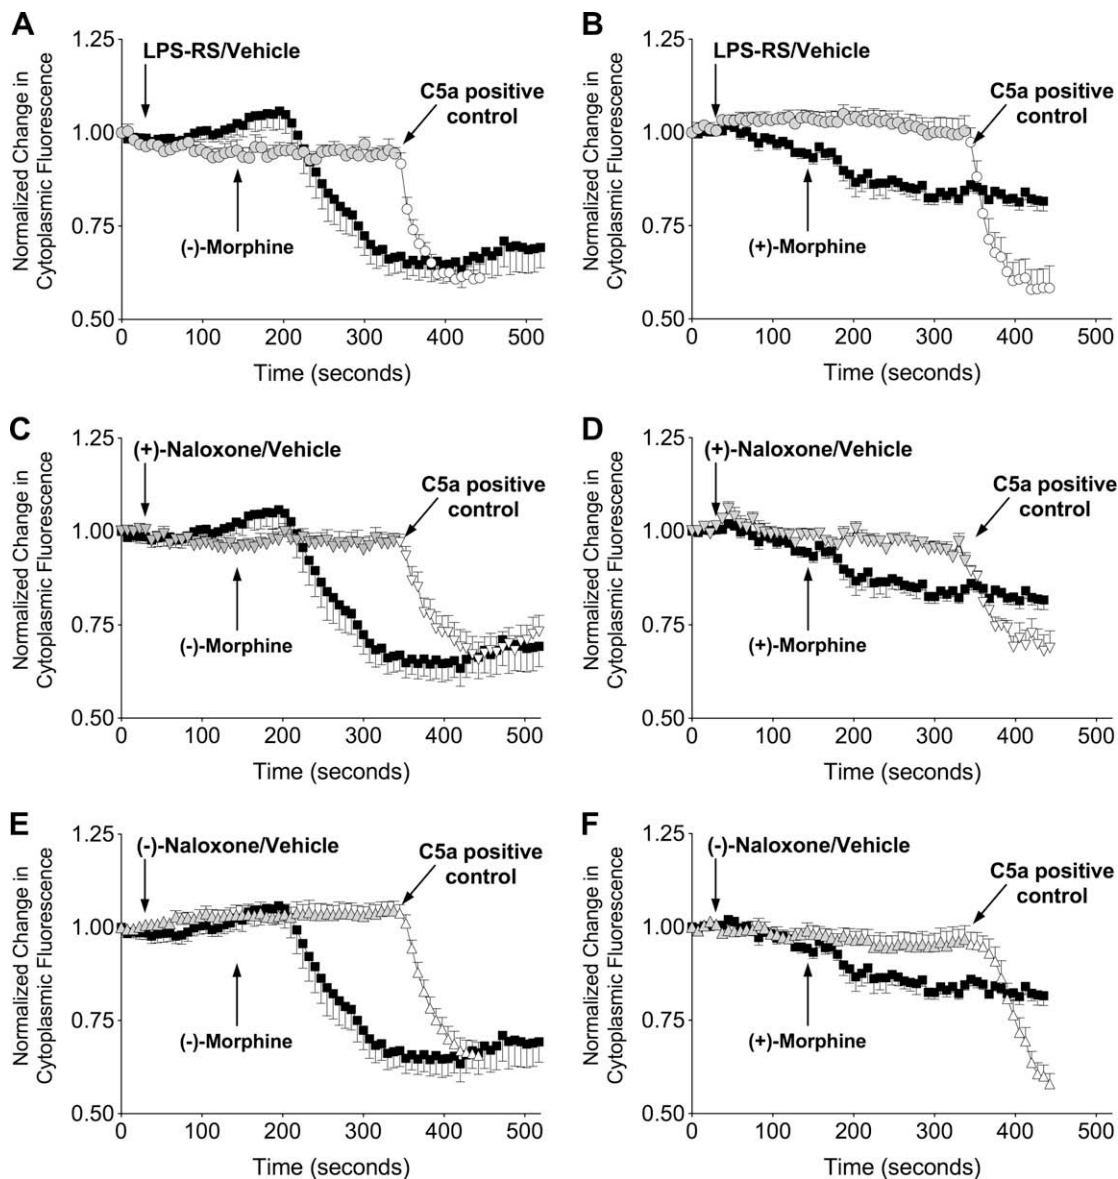 A
Normalized Change in
Cytoplasmic Fluorescence
1.25
1.00
0.75
0.50
LPS-RS/Vehicle
C5a positive
control
(-)-Morphine
0 100 200 300 400 500
Time (seconds)
B
Normalized Change in
Cytoplasmic Fluorescence
1.25
1.00
0.75
0.50
LPS-RS/Vehicle
C5a positive
control
(+)-Morphine
0 100 200 300 400 500
Time (seconds)
C
Normalized Change in
Cytoplasmic Fluorescence
1.25
1.00
0.75
0.50
(+)-Naloxone/Vehicle
C5a positive
control
(-)-Morphine
0 100 200 300 400 500
Time (seconds)
D
Normalized Change in
Cytoplasmic Fluorescence
1.25
1.00
0.75
0.50
(+)-Naloxone/Vehicle
C5a positive
control
(+)-Morphine
0 100 200 300 400 500
Time (seconds)
E
Normalized Change in
Cytoplasmic Fluorescence
1.25
1.00
0.75
0.50
(-)-Naloxone/Vehicle
C5a positive
control
(-)-Morphine
0 100 200 300 400 500
Time (seconds)
F
Normalized Change in
Cytoplasmic Fluorescence
1.25
1.00
0.75
0.50
(-)-Naloxone/Vehicle
C5a positive
control
(+)-Morphine
0 100 200 300 400 500
Time (seconds)